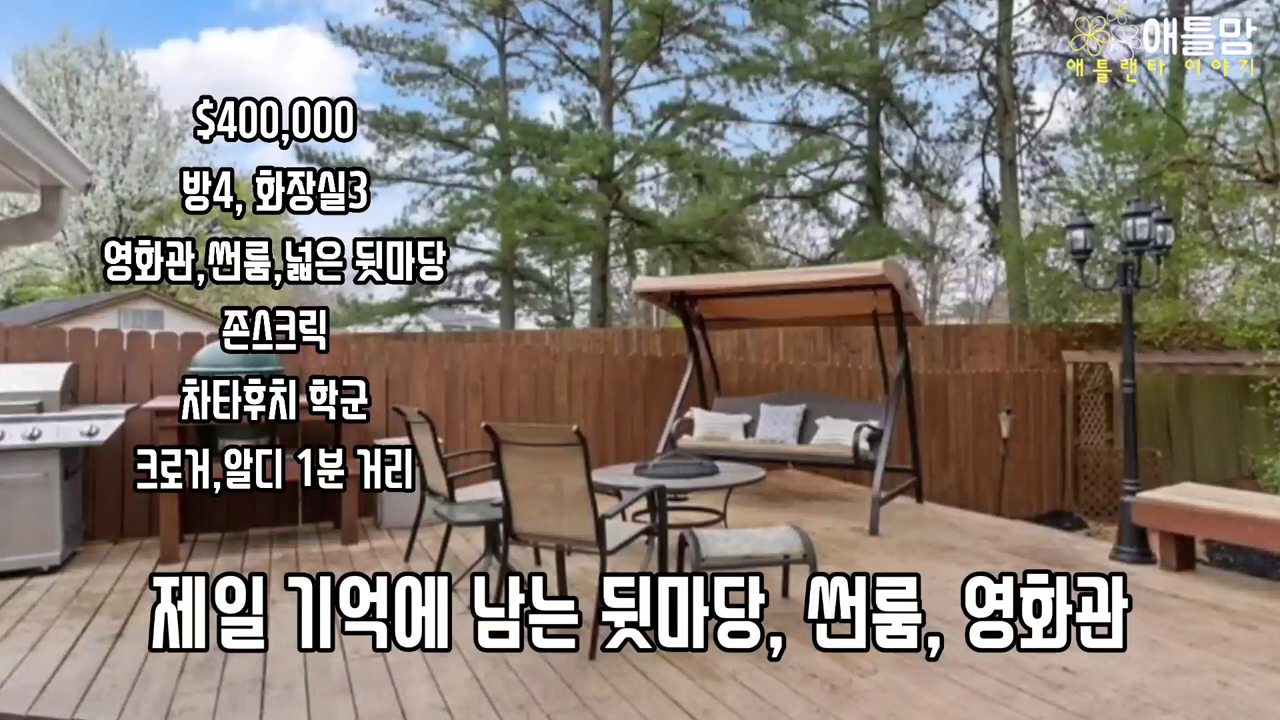 애틀맘
애틀랜타 이야기
$400,000
방4, 화장실3
영화관,썬룸,넓은 뒷마당
존스크릭
차타후치 학군
크로거,알디 1분 거리
제일 기억에 남는 뒷마당, 썬룸, 영화관